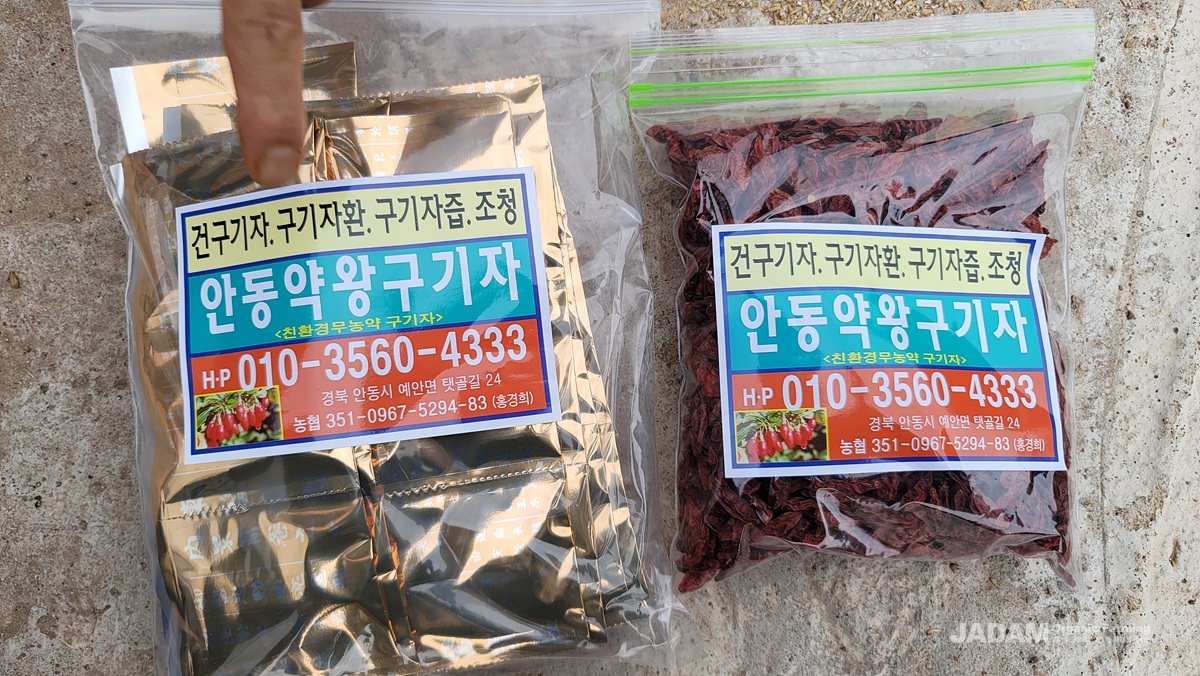 건구기자.구기자환.구기자즙.조청
안동약왕구기자
<친환경무농약 구기자>
H·P 010-3560-4333
경북 안동시 예안면 탯골길 24
농협 351-0967-5294-83 (홍경희)
건구기자.구기자환.구기자즙.조청
안동약왕구기자
<친환경무농약 구기자>
H·P 010-3560-4333
경북 안동시 예안면 탯골길 24
농협 351-0967-5294-83 (홍경희)
JADAM Organic Farming